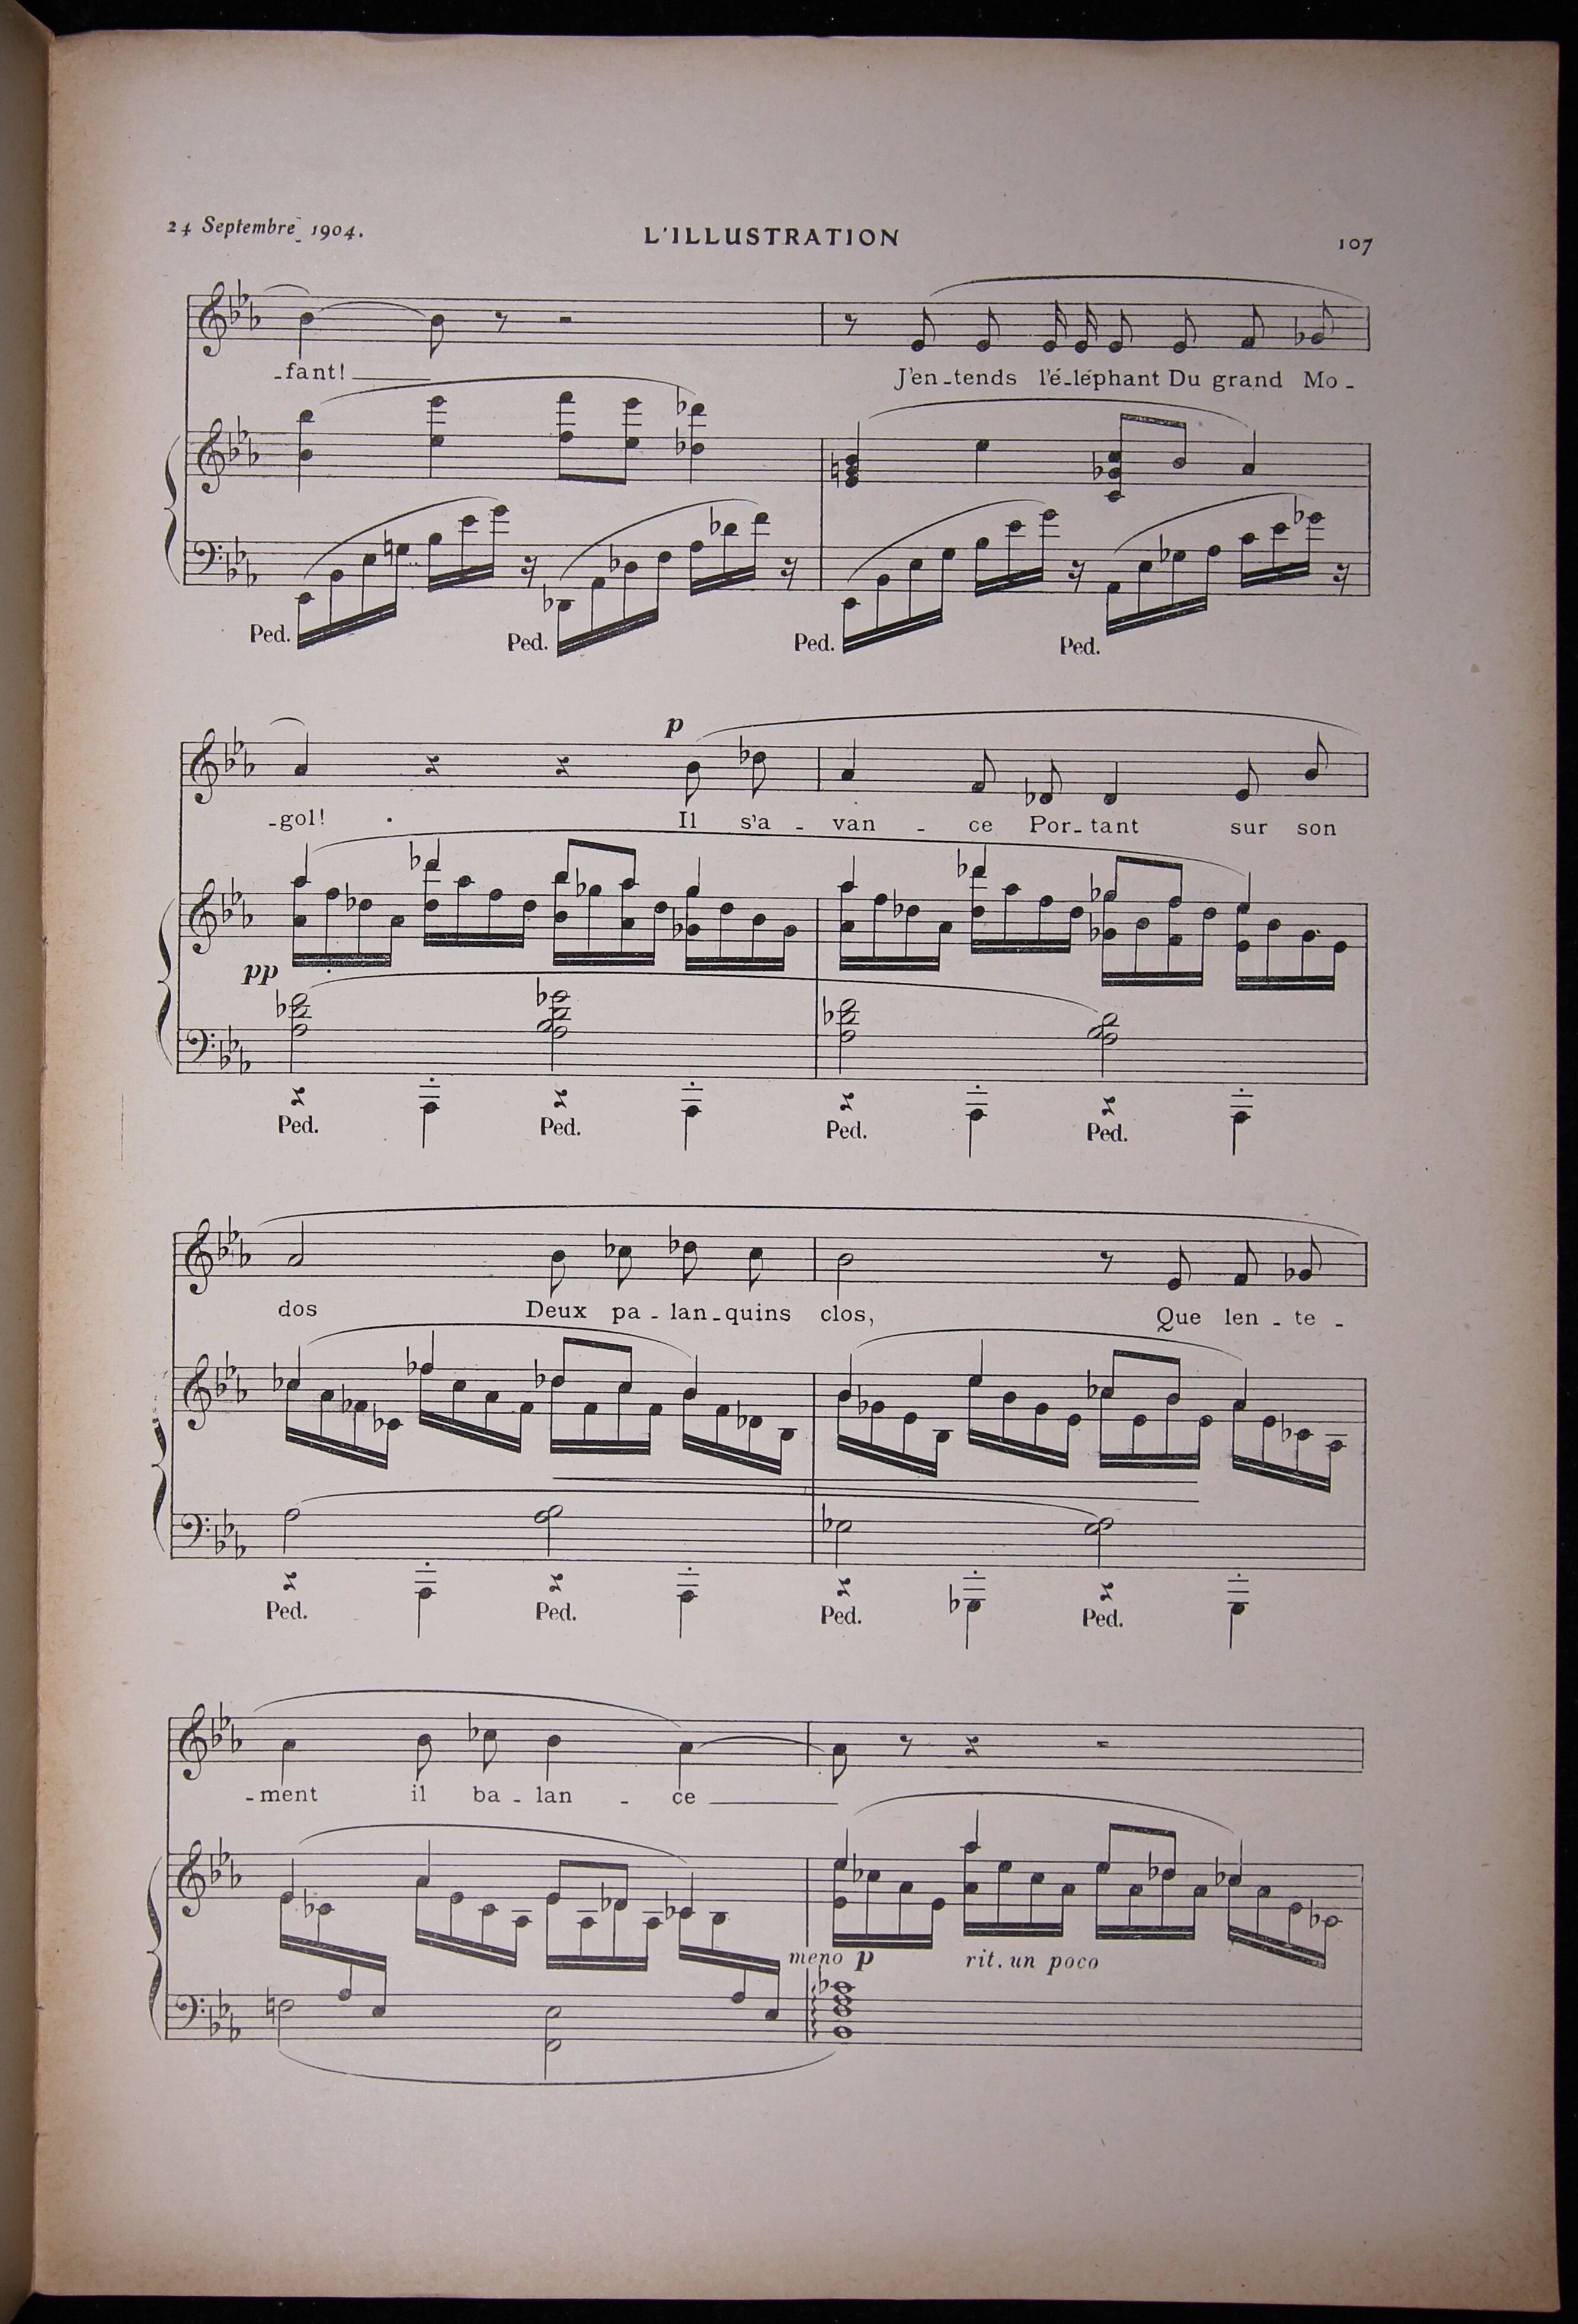 24 Septembre 1904.
L'ILLUSTRATION
107
-fant! J'en-tends l'é-léphant Du grand Mo-
Ped. Ped. Ped. Ped.
p
-gol! Il s'a - van - ce Por-tant sur son
pp
Ped. Ped. Ped. Ped.
dos Deux pa-lan-quins clos, Que len-te-
Ped. Ped. Ped. Ped.
-ment il ba-lan - ce
meno p rit. un poco